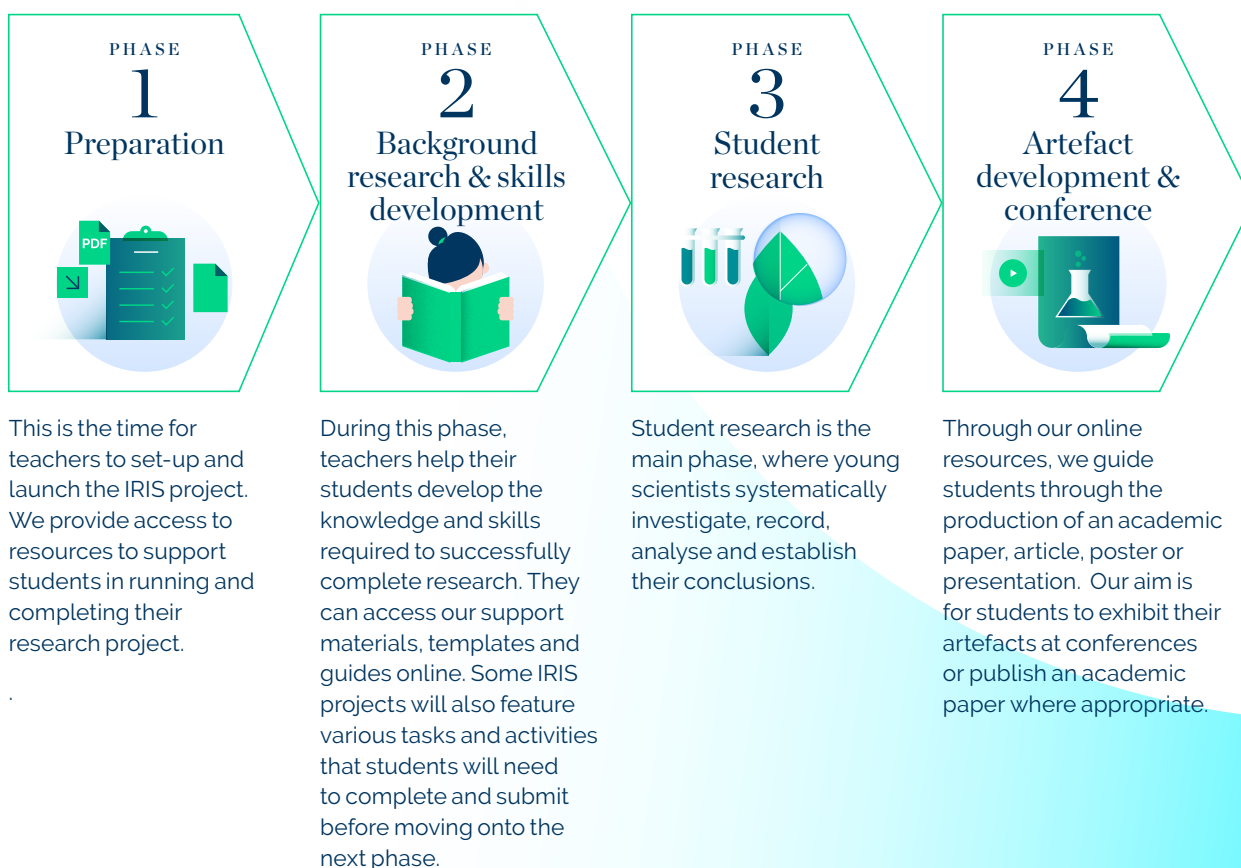 PHASE
1
Preparation
PDF
This is the time for
teachers to set-up and
launch the IRIS project.
We provide access to
resources to support
students in running and
completing their
research project.
.
PHASE
2
Background
research & skills
development
During this phase,
teachers help their
students develop the
knowledge and skills
required to successfully
complete research. They
can access our support
materials, templates and
guides online. Some IRIS
projects will also feature
various tasks and activities
that students will need
to complete and submit
before moving onto the
next phase.
PHASE
3
Student
research
Student research is the
main phase, where young
scientists systematically
investigate, record,
analyse and establish
their conclusions.
PHASE
4
Artefact
development &
conference
Through our online
resources, we guide
students through the
production of an academic
paper, article, poster or
presentation.  Our aim is
for students to exhibit their
artefacts at conferences
or publish an academic
paper where appropriate.